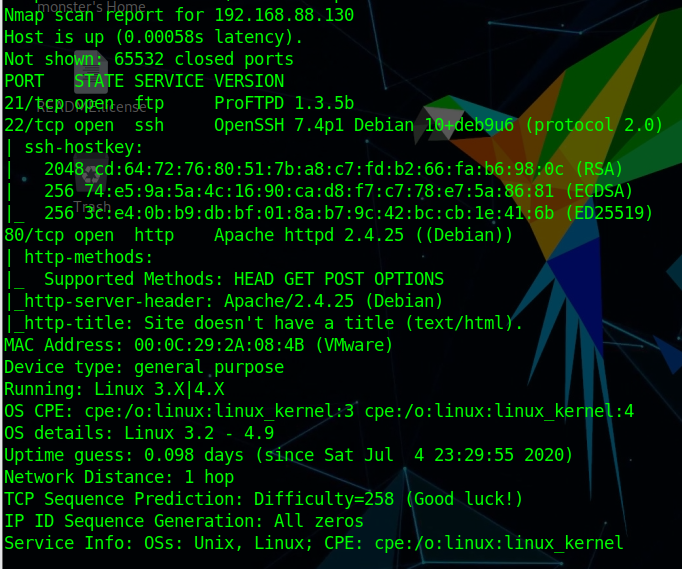 monster's Home
Nmap scan report for 192.168.88.130
Host is up (0.00058s latency).
Not shown: 65532 closed ports
PORT   STATE SERVICE VERSION
21/tcp open  ftp     ProFTPD 1.3.5b
22/tcp open  ssh     OpenSSH 7.4p1 Debian 10+deb9u6 (protocol 2.0)
| ssh-hostkey:
|   2048 cd:64:72:76:80:51:7b:a8:c7:fd:b2:66:fa:b6:98:0c (RSA)
|   256 74:e5:9a:5a:4c:16:90:ca:d8:f7:c7:78:e7:5a:86:81 (ECDSA)
|_  256 3c:e4:0b:b9:db:bf:01:8a:b7:9c:42:bc:cb:1e:41:6b (ED25519)
Trash
80/tcp open  http    Apache httpd 2.4.25 ((Debian))
| http-methods:
|_  Supported Methods: HEAD GET POST OPTIONS
|_http-server-header: Apache/2.4.25 (Debian)
|_http-title: Site doesn't have a title (text/html).
MAC Address: 00:0C:29:2A:08:4B (VMware)
Device type: general purpose
Running: Linux 3.X|4.X
OS CPE: cpe:/o:linux:linux_kernel:3 cpe:/o:linux:linux_kernel:4
OS details: Linux 3.2 - 4.9
Uptime guess: 0.098 days (since Sat Jul  4 23:29:55 2020)
Network Distance: 1 hop
TCP Sequence Prediction: Difficulty=258 (Good luck!)
IP ID Sequence Generation: All zeros
Service Info: OSs: Unix, Linux; CPE: cpe:/o:linux:linux_kernel